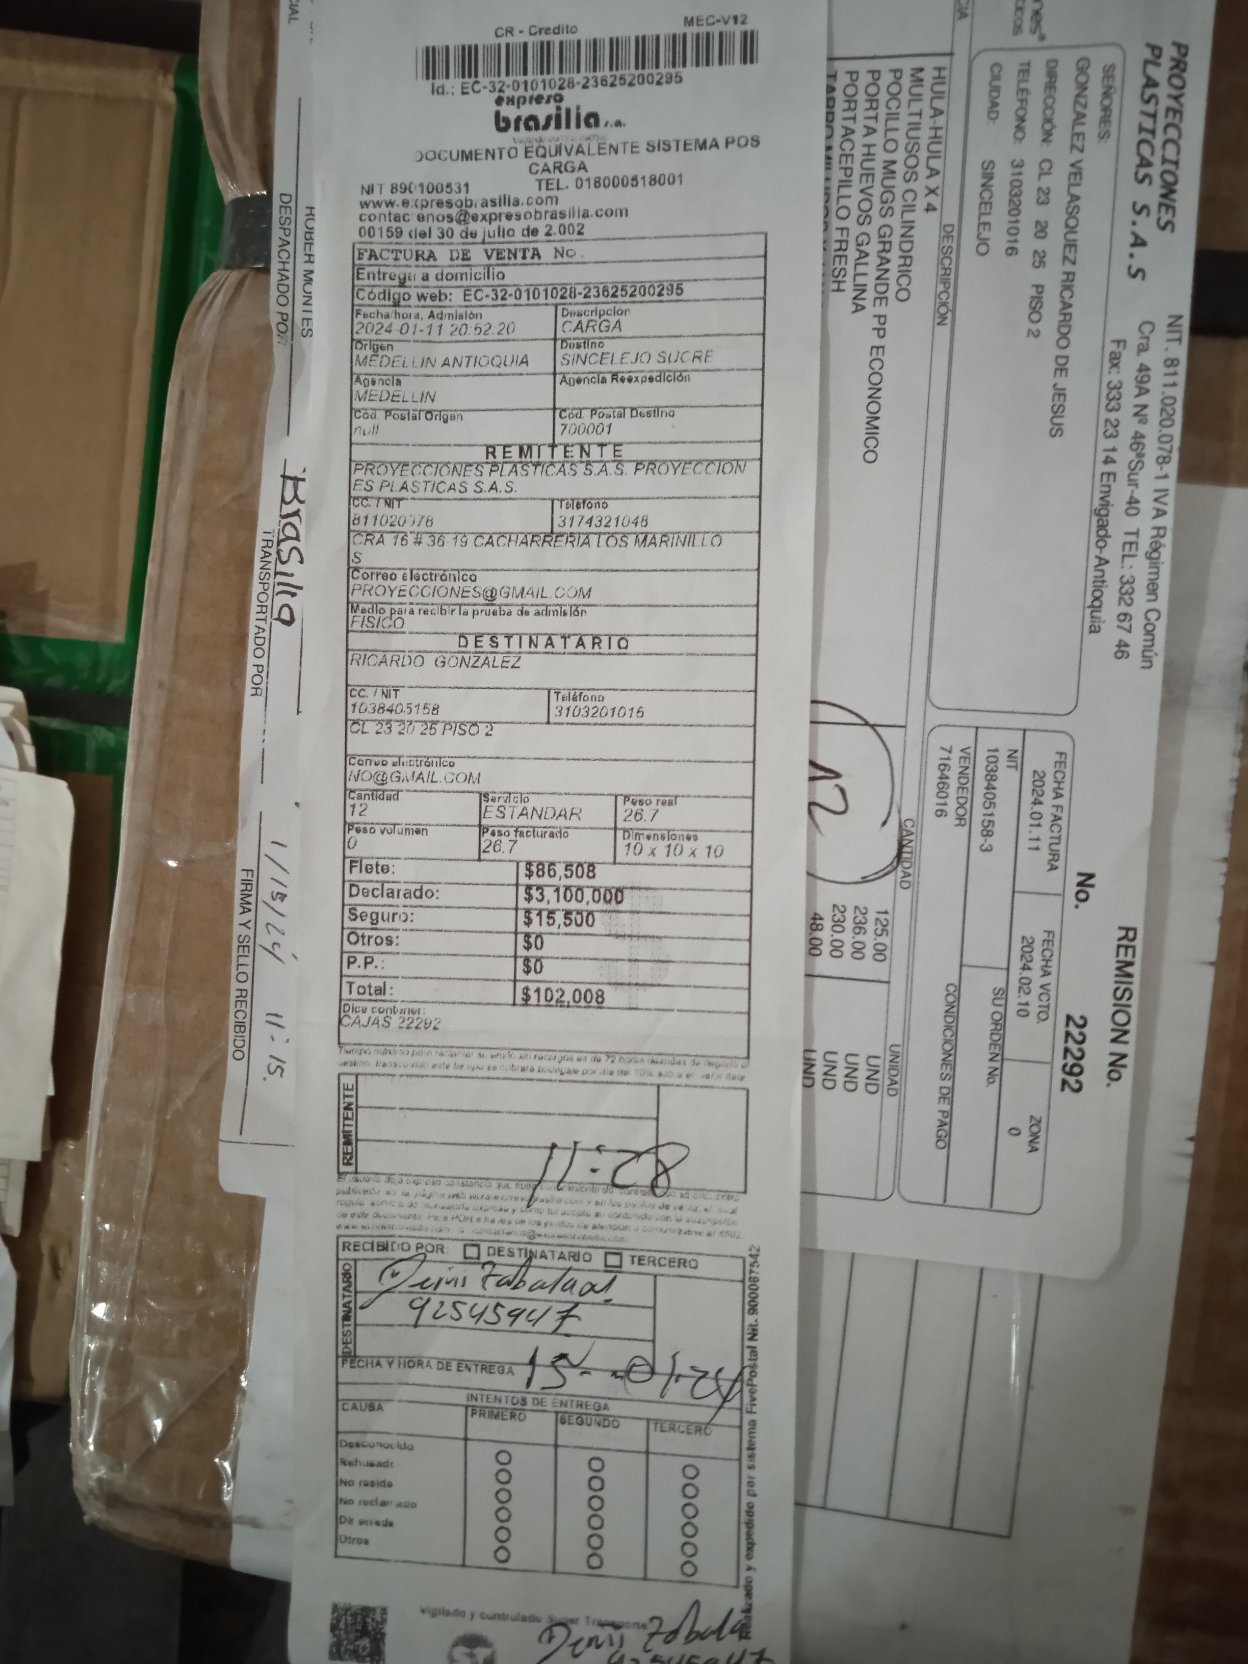 CR - Credito
MEC-V12
Id.: EC-32-0101028-23625200295
expreso
brasilia s.a.
DOCUMENTO EQUIVALENTE SISTEMA POS
CARGA
NIT 890100531
TEL. 018000518001
www.expresobrasilia.com
contactenos@expresobrasilia.com
00159 del 30 de julio de 2.002
FACTURA DE VENTA No.
Entrega a domicilio
Código web: EC-32-0101028-23625200295
Fecha/hora, Admisión
Descripción
2024-01-11 20:52:20
CARGA
Origen
Destino
MEDELLIN ANTIOQUIA
SINCELEJO SUCRE
Agencia
Agencia Reexpedición
MEDELLIN
Cód. Postal Origen
Cód. Postal Destino
null
700001
REMITENTE
PROYECCIONES PLASTICAS S.A.S. PROYECCION
ES PLASTICAS S.A.S.
CC. / NIT
Teléfono
811020078
3174321048
CRA 16 # 36 19 CACHARRERIA LOS MARINILLO
S
Correo electrónico
PROYECCIONES@GMAIL.COM
Medio para recibir la prueba de admisión
FISICO
DESTINATARIO
RICARDO GONZALEZ
CC. / NIT
Teléfono
1038405158
3103201016
CL 23 20 25 PISO 2
Correo electrónico
NO@GMAIL.COM
Cantidad
Servicio
Peso real
12
ESTANDAR
26.7
Peso volumen
Peso facturado
Dimensiones
0
26.7
10 x 10 x 10
Flete: $86,508
Declarado: $3,100,000
Seguro: $15,500
Otros: $0
P.P.: $0
Total: $102,008
Dice contener:
CAJAS 22292
REMITENTE
11:28
RECIBIDO POR: DESTINATARIO TERCERO
DESTINATARIO
92545947
FECHA Y HORA DE ENTREGA 15-01-24
INTENTOS DE ENTREGA
CAUSA
PRIMERO
SEGUNDO
TERCERO
Desconocido
Rehusado
No reside
No reclamado
Dir errada
Otros
Vigilado y controlado Super Transporte
92545947
PROYECCIONES
PLASTICAS S.A.S
NIT. 811.020.078-1 IVA Régimen Común
Cra. 49A Nº 46ªSur-40 TEL: 332 67 46
Fax: 333 23 14 Envigado-Antioquia
REMISION No.
No. 22292
SEÑORES:
GONZALEZ VELASQUEZ RICARDO DE JESUS
DIRECCIÓN: CL 23 20 25 PISO 2
TELÉFONO: 3103201016
CIUDAD: SINCELEJO
FECHA FACTURA
2024.01.11
FECHA VCTO.
2024.02.10
ZONA
0
NIT
1038405158-3
SU ORDEN No.
VENDEDOR
71646016
CONDICIONES DE PAGO
DESCRIPCIÓN
CANTIDAD
UNIDAD
HULA-HULA X 4
MULTIUSOS CILINDRICO 125.00 UND
POCILLO MUGS GRANDE PP ECONOMICO 236.00 UND
PORTA HUEVOS GALLINA 230.00 UND
PORTACEPILLO FRESH 48.00 UND
12
HUBER MONTES
DESPACHADO POR
Brasilia
TRANSPORTADO POR
1/15/24 11:15.
FIRMA Y SELLO RECIBIDO